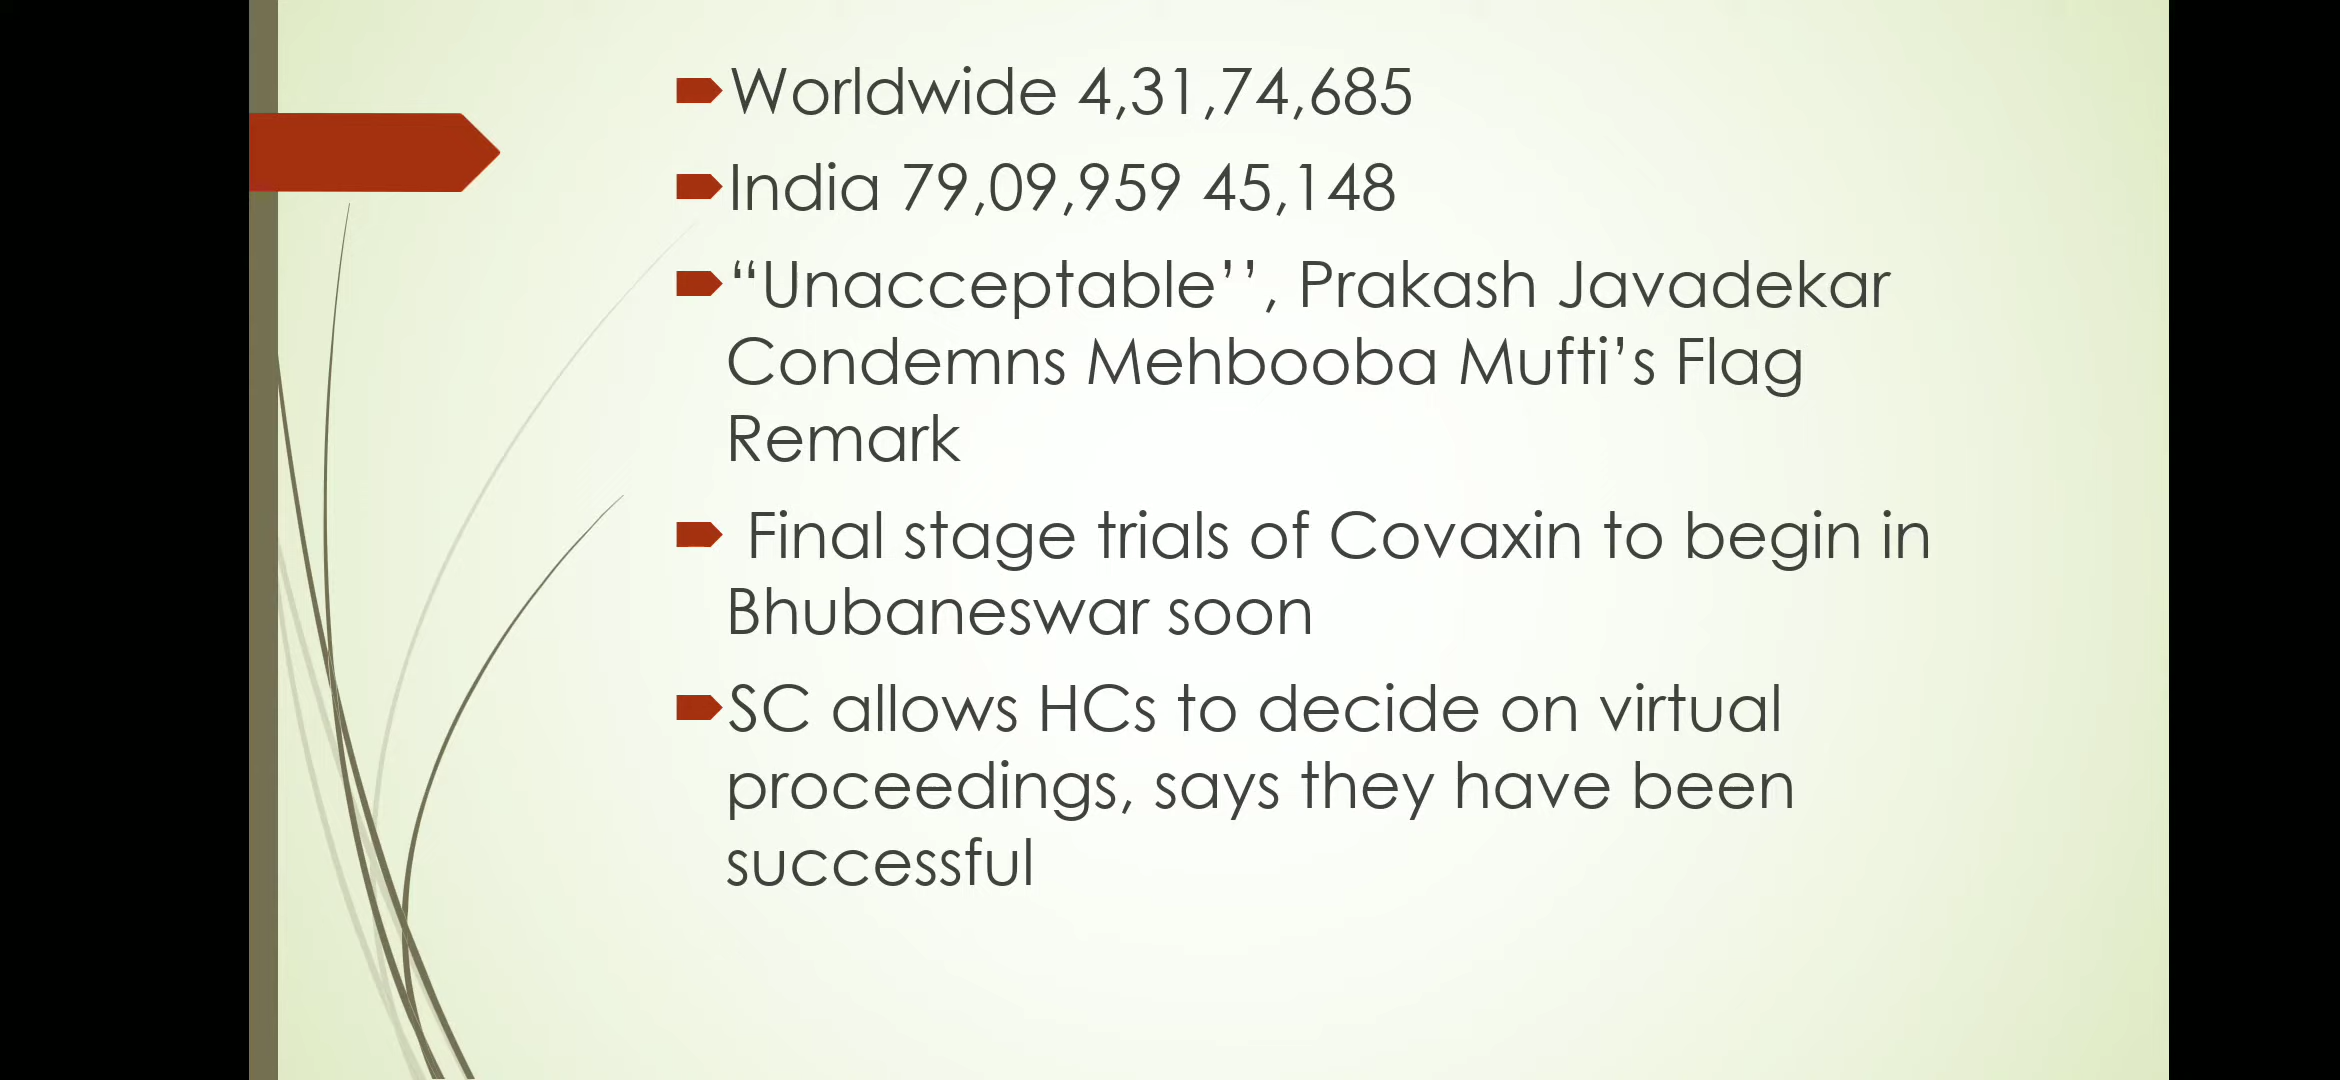 Worldwide 4,31,74,685
India 79,09,959 45,148
“Unacceptable’’, Prakash Javadekar
Condemns Mehbooba Mufti’s Flag
Remark
Final stage trials of Covaxin to begin in
Bhubaneswar soon
SC allows HCs to decide on virtual
proceedings, says they have been
successful